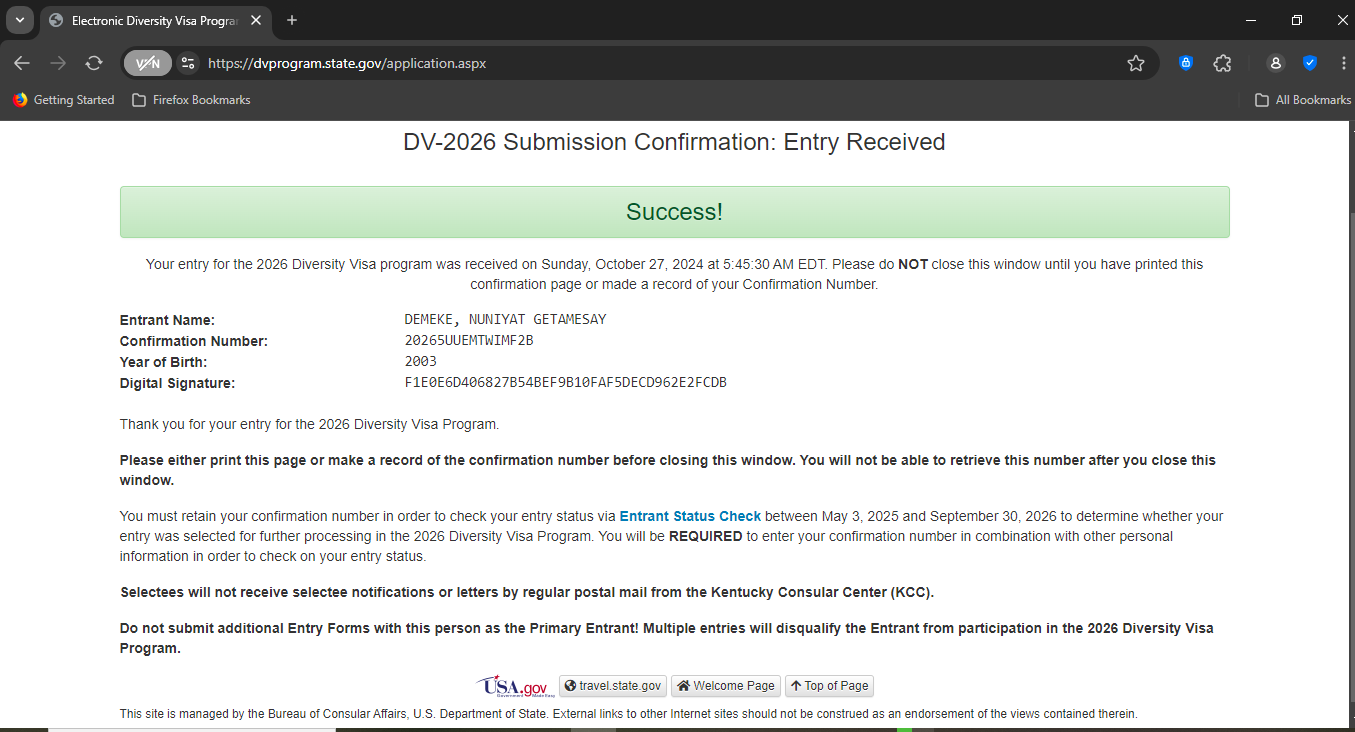 Electronic Diversity Visa Progra
VPN
https://dvprogram.state.gov/application.aspx
Getting Started
Firefox Bookmarks
All Bookmarks
DV-2026 Submission Confirmation: Entry Received
Success!
Your entry for the 2026 Diversity Visa program was received on Sunday, October 27, 2024 at 5:45:30 AM EDT. Please do NOT close this window until you have printed this
confirmation page or made a record of your Confirmation Number.
Entrant Name: DEMEKE, NUNIYAT GETAMESAY
Confirmation Number: 20265UUEMTWIMF2B
Year of Birth: 2003
Digital Signature: F1E0E6D406827B54BEF9B10FAF5DECD962E2FCDB
Thank you for your entry for the 2026 Diversity Visa Program.
Please either print this page or make a record of the confirmation number before closing this window. You will not be able to retrieve this number after you close this
window.
You must retain your confirmation number in order to check your entry status via Entrant Status Check between May 3, 2025 and September 30, 2026 to determine whether your
entry was selected for further processing in the 2026 Diversity Visa Program. You will be REQUIRED to enter your confirmation number in combination with other personal
information in order to check on your entry status.
Selectees will not receive selectee notifications or letters by regular postal mail from the Kentucky Consular Center (KCC).
Do not submit additional Entry Forms with this person as the Primary Entrant! Multiple entries will disqualify the Entrant from participation in the 2026 Diversity Visa
Program.
USA.gov travel.state.gov Welcome Page Top of Page
Government Made Easy
This site is managed by the Bureau of Consular Affairs, U.S. Department of State. External links to other Internet sites should not be construed as an endorsement of the views contained therein.